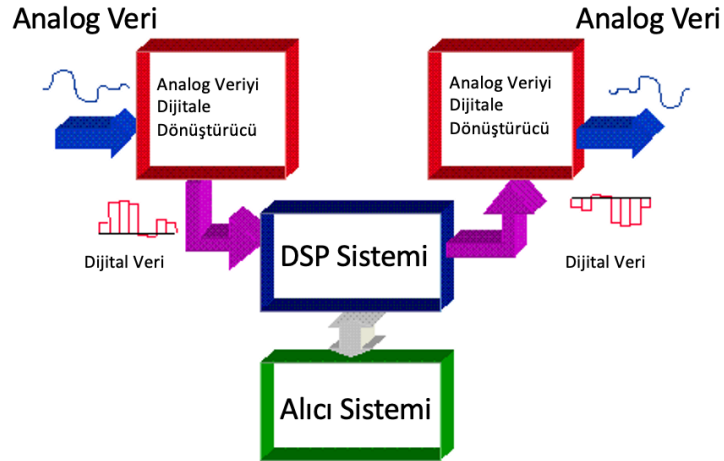 Analog Veri
Analog Veri
Analog Veriyi
Dijitale
Dönüştürücü
Analog Veriyi
Dijitale
Dönüştürücü
Dijital Veri
DSP Sistemi
Dijital Veri
Alıcı Sistemi